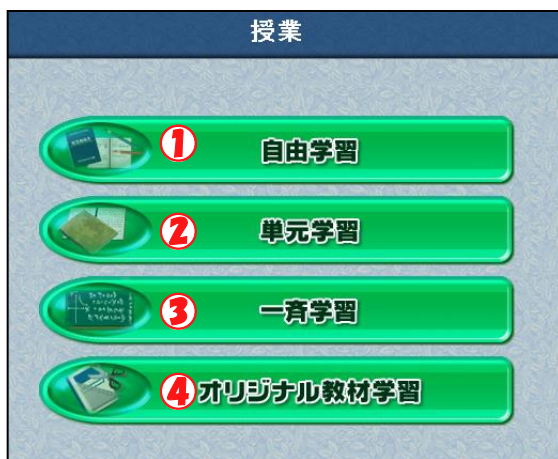 授業
① 自由学習
② 単元学習
③ 一斉学習
④ オリジナル教材学習